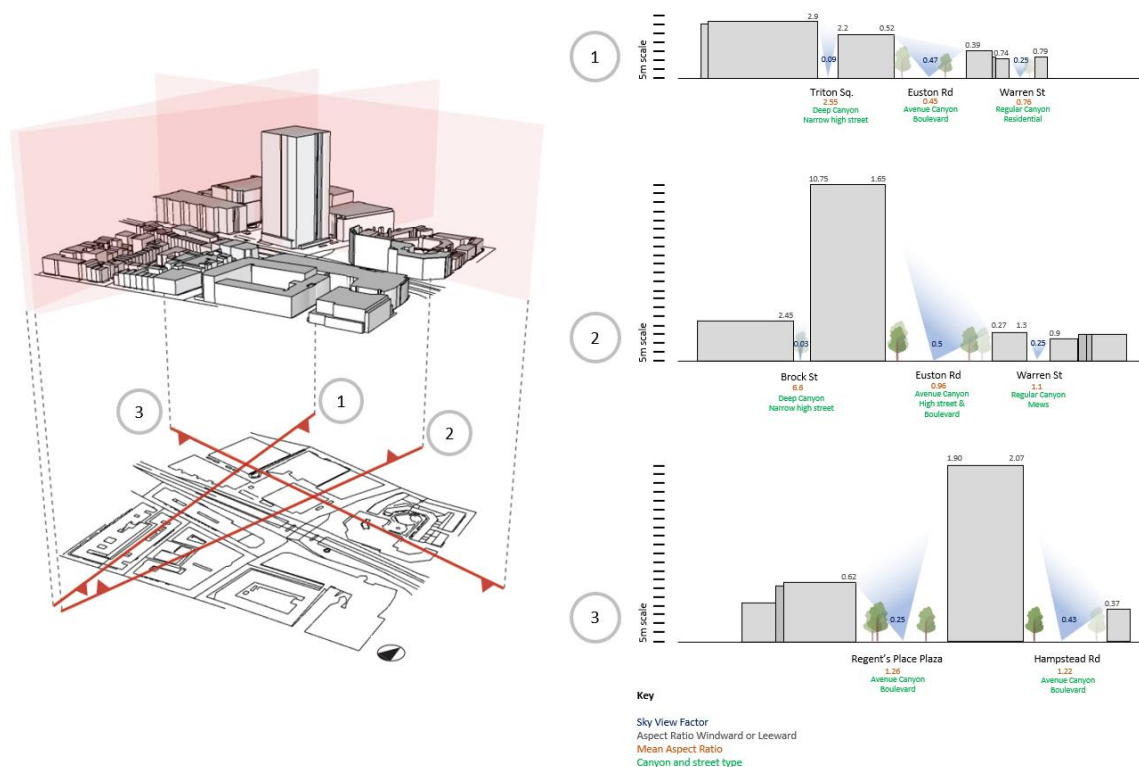 1
5m scale
2.9
2.2
0.52
0.39
0.74
0.79
0.09
0.47
0.25
Triton Sq.
2.55
Deep Canyon
Narrow high street
Euston Rd
0.45
Avenue Canyon
Boulevard
Warren St
0.76
Regular Canyon
Residential
2
5m scale
10.75
1.65
2.45
0.27
1.3
0.9
0.03
0.5
0.25
Brock St
6.6
Deep Canyon
Narrow high street
Euston Rd
0.96
Avenue Canyon
High street &
Boulevard
Warren St
1.1
Regular Canyon
Mews
3
5m scale
1.90
2.07
0.62
0.37
0.25
0.43
Regent's Place Plaza
1.26
Avenue Canyon
Boulevard
Hampstead Rd
1.22
Avenue Canyon
Boulevard
Key
Sky View Factor
Aspect Ratio Windward or Leeward
Mean Aspect Ratio
Canyon and street type
3
1
2